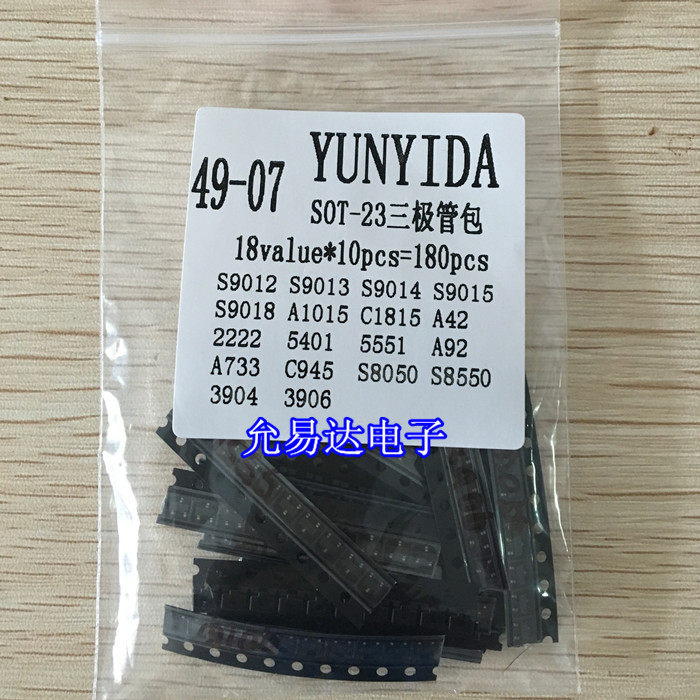 49-07 YUNYIDA
SOT-23三极管包
18value*10pcs=180pcs
S9012 S9013 S9014 S9015
S9018 A1015 C1815 A42
2222 5401 5551 A92
A733 C945 S8050 S8550
3904 3906
允易达电子